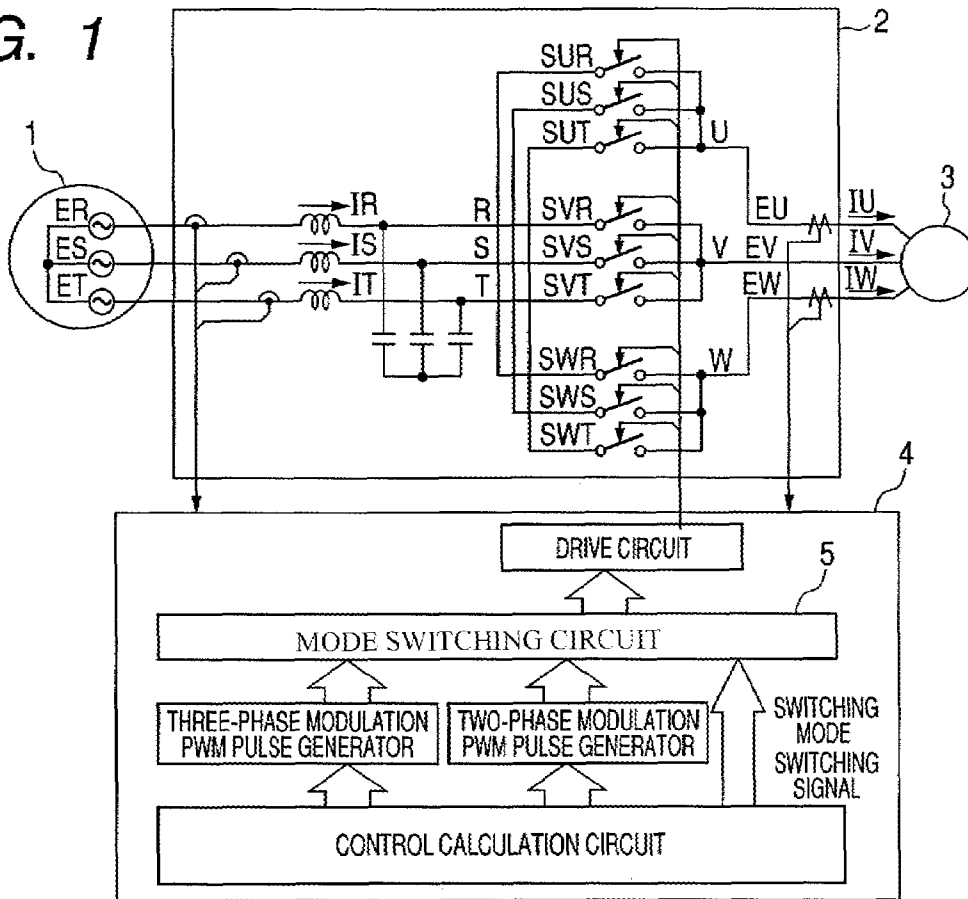 G. 1
2
SUR
SUS
SUT
U
1
3
ER
IR
R
SVR
EU
IU
ES
IS
S
SVS
V
EV
IV
ET
IT
T
SVT
EW
IW
SWR
W
SWS
SWT
4
DRIVE CIRCUIT
5
MODE SWITCHING CIRCUIT
THREE-PHASE MODULATION
PWM PULSE GENERATOR
TWO-PHASE MODULATION
PWM PULSE GENERATOR
SWITCHING
MODE
SWITCHING
SIGNAL
CONTROL CALCULATION CIRCUIT